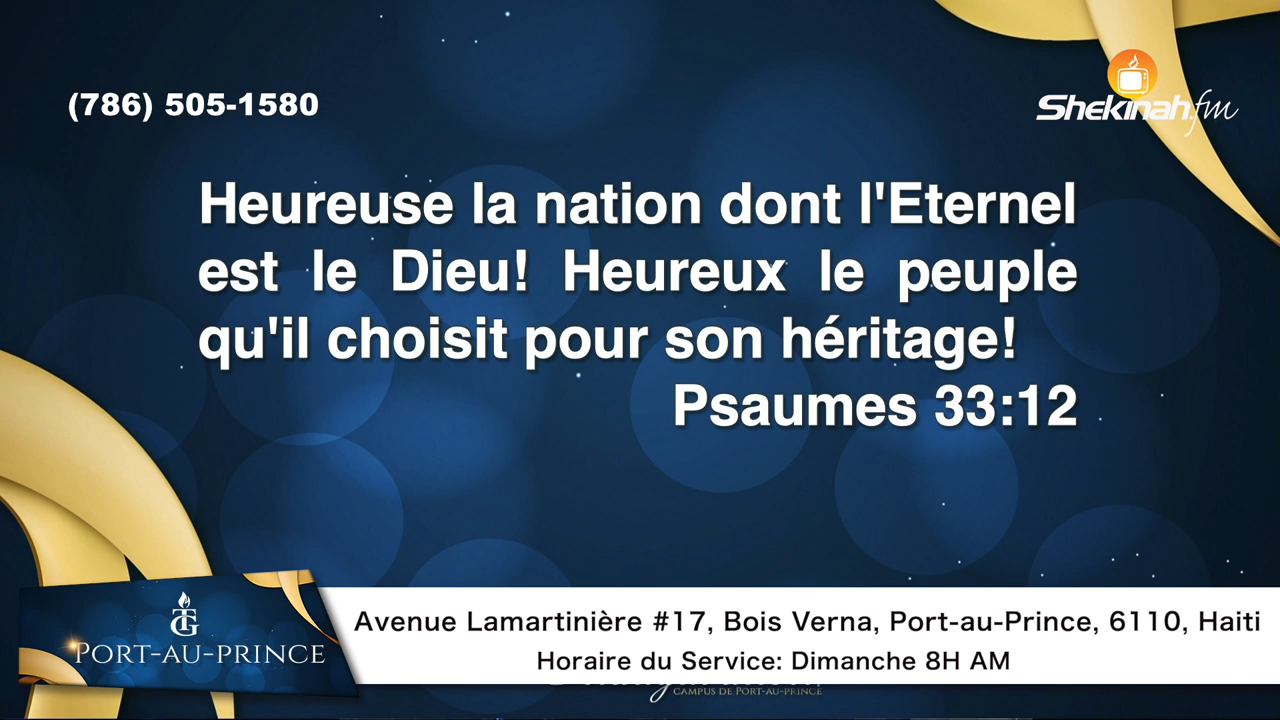 (786) 505-1580
Shekinah.fm
Heureuse la nation dont l'Eternel
est le Dieu! Heureux le peuple
qu'il choisit pour son héritage!
Psaumes 33:12
TG
PORT-AU-PRINCE
Avenue Lamartinière #17, Bois Verna, Port-au-Prince, 6110, Haiti
Horaire du Service: Dimanche 8H AM
CAMPUS DE PORT-AU-PRINCE